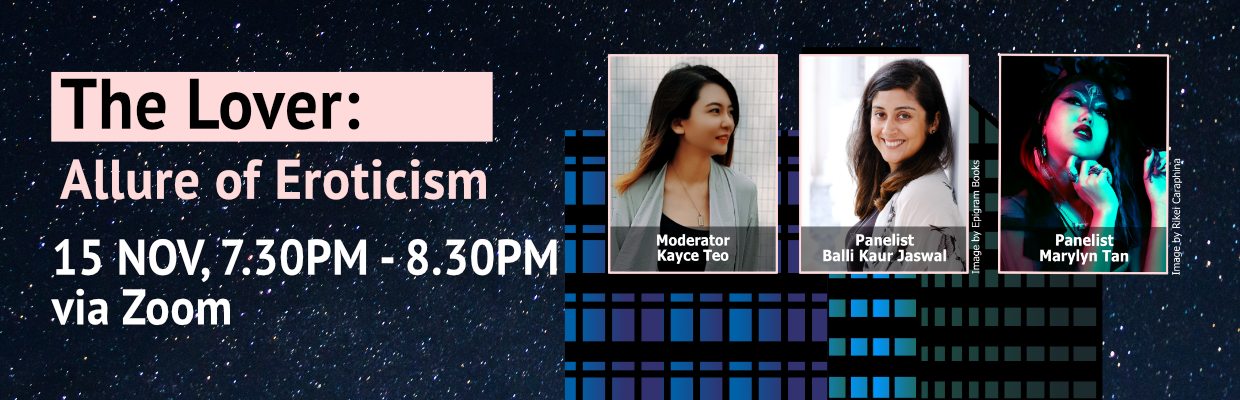 The Lover:
Allure of Eroticism
15 NOV, 7.30PM - 8.30PM
via Zoom
Moderator
Kayce Teo
Panelist
Balli Kaur Jaswal
Image by Epigram Books
Panelist
Marylyn Tan
Image by Rikei Caraphina